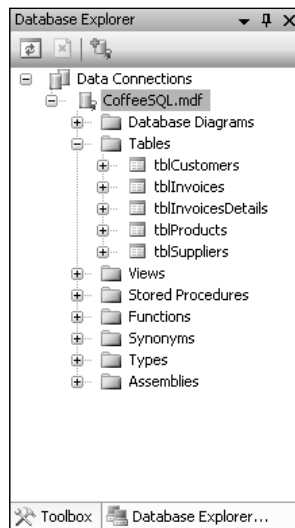 Database Explorer
Data Connections
CoffeeSQL.mdf
Database Diagrams
Tables
tblCustomers
tblInvoices
tblInvoicesDetails
tblProducts
tblSuppliers
Views
Stored Procedures
Functions
Synonyms
Types
Assemblies
Toolbox Database Explorer...